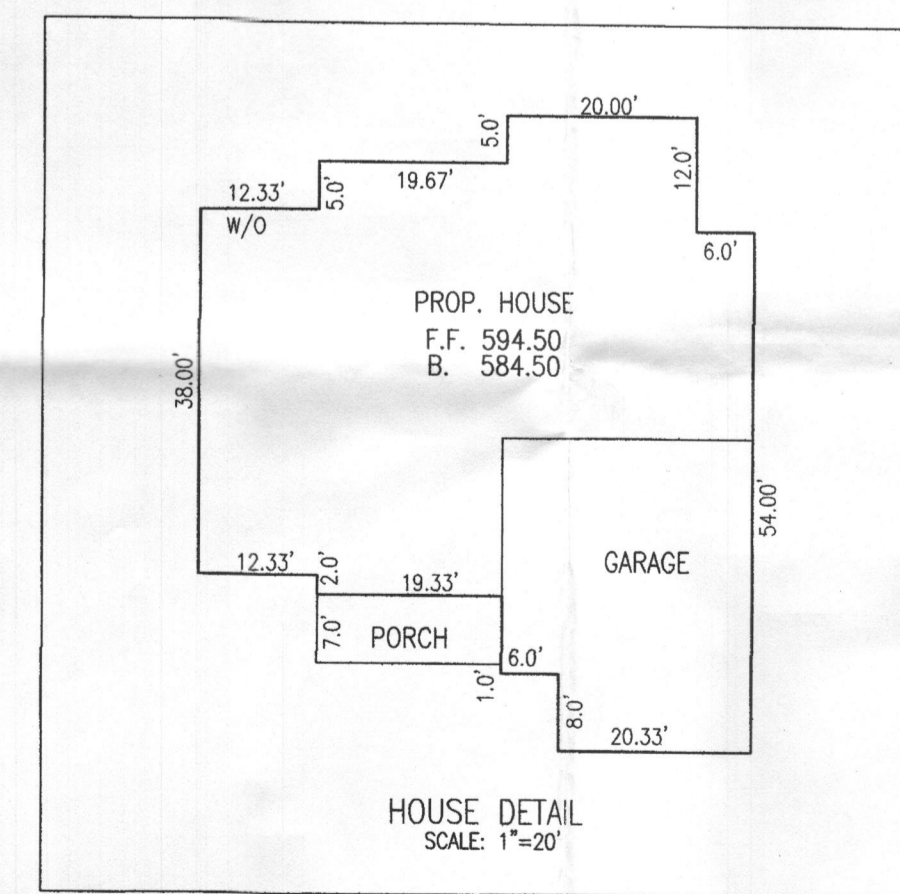 20.00'
5.0'
12.0'
19.67'
12.33'
5.0'
W/O
6.0'
PROP. HOUSE
F.F. 594.50
B. 584.50
38.00'
54.00'
GARAGE
12.33'
2.0'
19.33'
7.0'
PORCH
6.0'
1.0'
8.0'
20.33'
HOUSE DETAIL
SCALE: 1"=20'